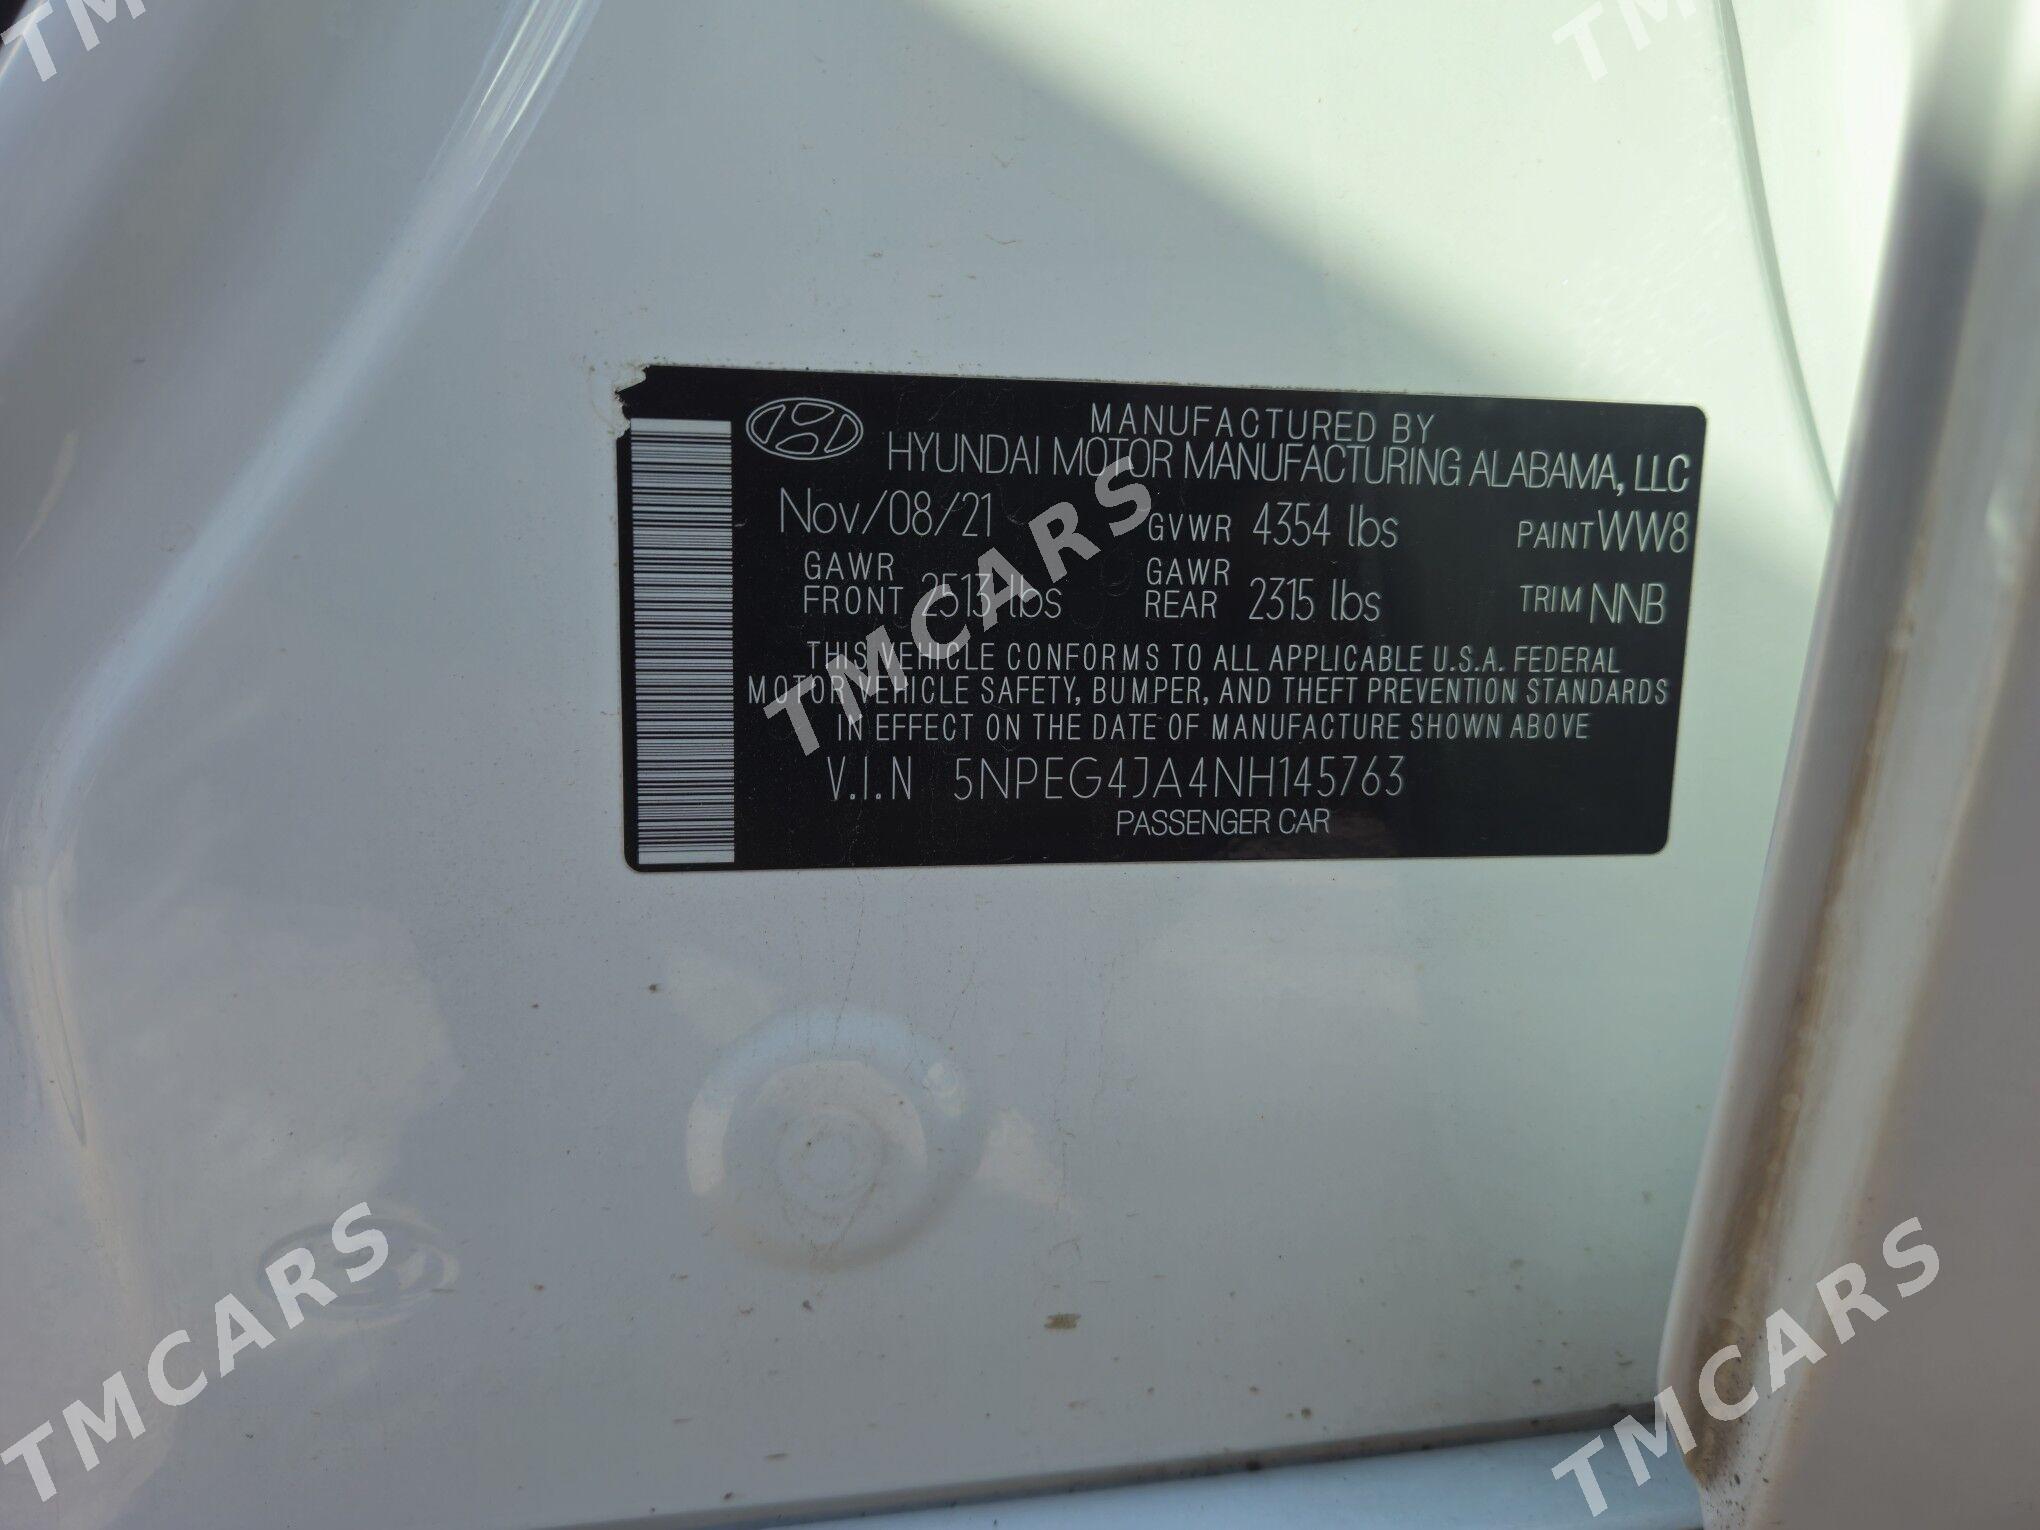 MANUFACTURED BY
HYUNDAI MOTOR MANUFACTURING ALABAMA, LLC
Nov/08/21 GVWR 4354 lbs PAINT WW8
GAWR FRONT 2513 lbs GAWR REAR 2315 lbs TRIM NNB
THIS VEHICLE CONFORMS TO ALL APPLICABLE U.S.A. FEDERAL
MOTOR VEHICLE SAFETY, BUMPER, AND THEFT PREVENTION STANDARDS
IN EFFECT ON THE DATE OF MANUFACTURE SHOWN ABOVE
V.I.N 5NPEG4JA4NH145763
PASSENGER CAR
TMCARS
TMCARS
TMCARS